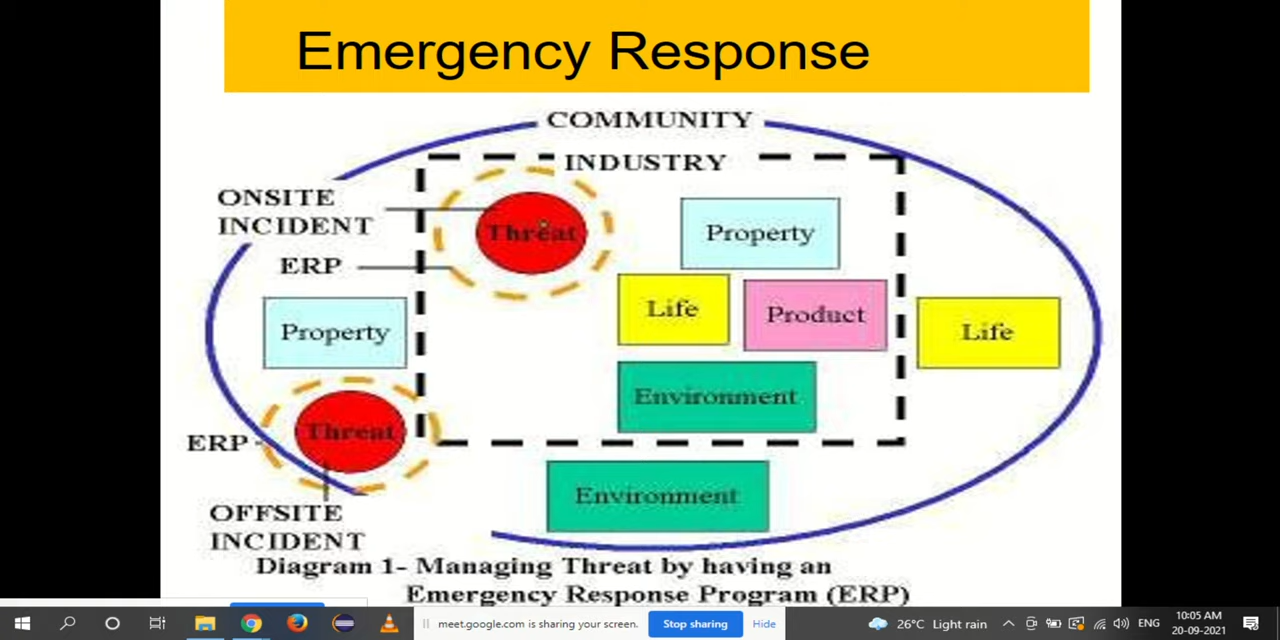 Emergency Response
COMMUNITY
INDUSTRY
ONSITE
INCIDENT
Threat
Property
ERP
Life
Product
Property
Life
Environment
Threat
ERP
Environment
OFFSITE
INCIDENT
Diagram 1- Managing Threat by having an
Emergency Response Program (ERP)
meet.google.com is sharing your screen.
Stop sharing
Hide
26°C Light rain
ENG
10:05 AM
20-09-2021